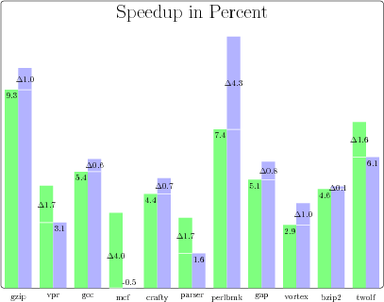 Speedup in Percent
Δ4.3
Δ1.0
9.3
7.4
Δ1.6
Δ0.6
Δ0.8
6.1
5.4
Δ0.7
5.1
Δ0.1
Δ1.7
4.4
4.6
Δ1.0
3.1
Δ1.7
2.9
Δ4.0
1.6
-0.5
gzip vpr gcc mcf crafty parser perlbmk gap vortex bzip2 twolf